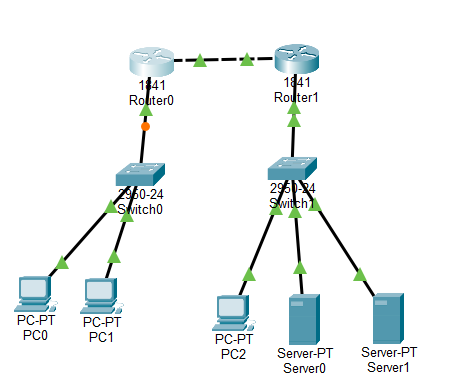 1841
Router0
1841
Router1
2950-24
Switch0
2950-24
Switch1
PC-PT
PC0
PC-PT
PC1
PC-PT
PC2
Server-PT
Server0
Server-PT
Server1